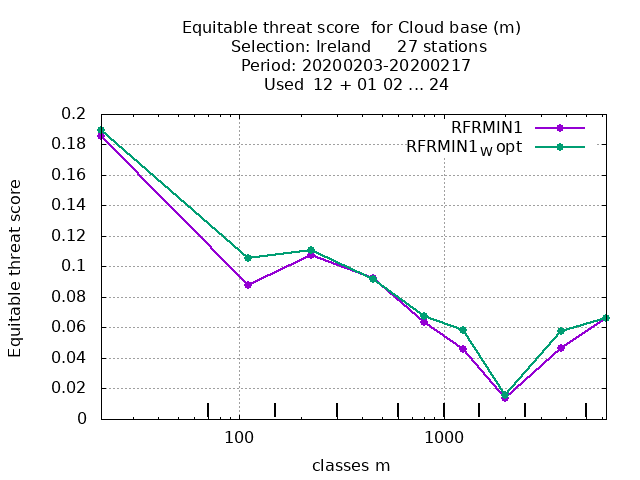 Equitable threat score  for Cloud base (m)
Selection: Ireland     27 stations
Period: 20200203-20200217
Used  12 + 01 02 ... 24
RFRMIN1
RFRMIN1W opt
Equitable threat score
0.2
0.18
0.16
0.14
0.12
0.1
0.08
0.06
0.04
0.02
0
100
1000
classes m